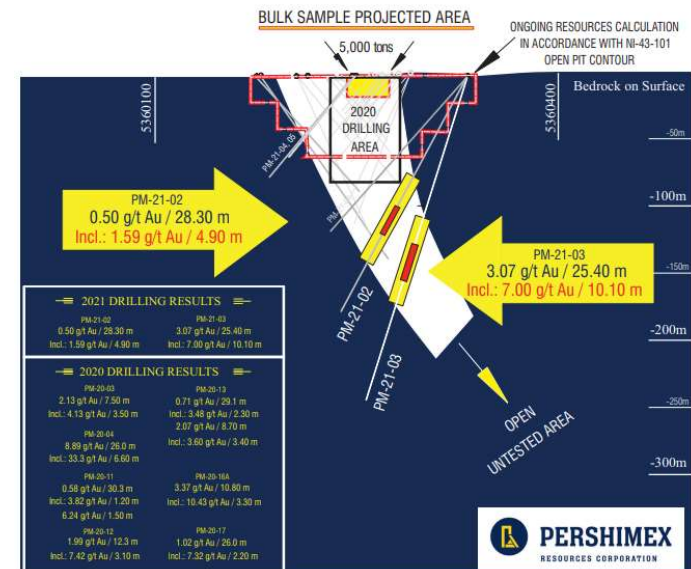 BULK SAMPLE PROJECTED AREA
5,000 tons
ONGOING RESOURCES CALCULATION
IN ACCORDANCE WITH NI-43-101
OPEN PIT CONTOUR
5360100
5360400
Bedrock on Surface
2020
DRILLING
AREA
PM-21-04, 05
-50m
-100m
-150m
-200m
-250m
-300m
PM-21-02
0.50 g/t Au / 28.30 m
Incl.: 1.59 g/t Au / 4.90 m
PM-21-03
3.07 g/t Au / 25.40 m
Incl.: 7.00 g/t Au / 10.10 m
PM-21-02
PM-21-03
OPEN
UNTESTED AREA
2021 DRILLING RESULTS
PM-21-02
0.50 g/t Au / 28.30 m
Incl.: 1.59 g/t Au / 4.90 m
PM-21-03
3.07 g/t Au / 25.40 m
Incl.: 7.00 g/t Au / 10.10 m
2020 DRILLING RESULTS
PM-20-03
2.13 g/t Au / 7.50 m
Incl.: 4.13 g/t Au / 3.50 m
PM-20-04
8.89 g/t Au / 26.0 m
Incl.: 33.3 g/t Au / 6.60 m
PM-20-11
0.58 g/t Au / 30.3 m
Incl.: 3.82 g/t Au / 1.20 m
6.24 g/t Au / 1.50 m
PM-20-12
1.99 g/t Au / 12.3 m
Incl.: 7.42 g/t Au / 3.10 m
PM-20-13
0.71 g/t Au / 29.1 m
Incl.: 3.48 g/t Au / 2.30 m
2.07 g/t Au / 8.70 m
Incl.: 3.60 g/t Au / 3.40 m
PM-20-16A
3.37 g/t Au / 10.80 m
Incl.: 10.43 g/t Au / 3.30 m
PM-20-17
1.02 g/t Au / 26.0 m
Incl.: 7.32 g/t Au / 2.20 m
PERSHIMEX
RESOURCES CORPORATION